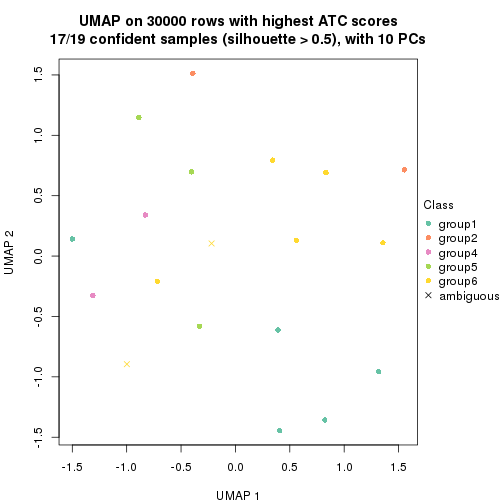 UMAP on 30000 rows with highest ATC scores
17/19 confident samples (silhouette > 0.5), with 10 PCs
1.5
1.0
0.5
0.0
-0.5
-1.0
-1.5
UMAP 2
-1.5 -1.0 -0.5 0.0 0.5 1.0 1.5
UMAP 1
Class
group1
group2
group4
group5
group6
ambiguous